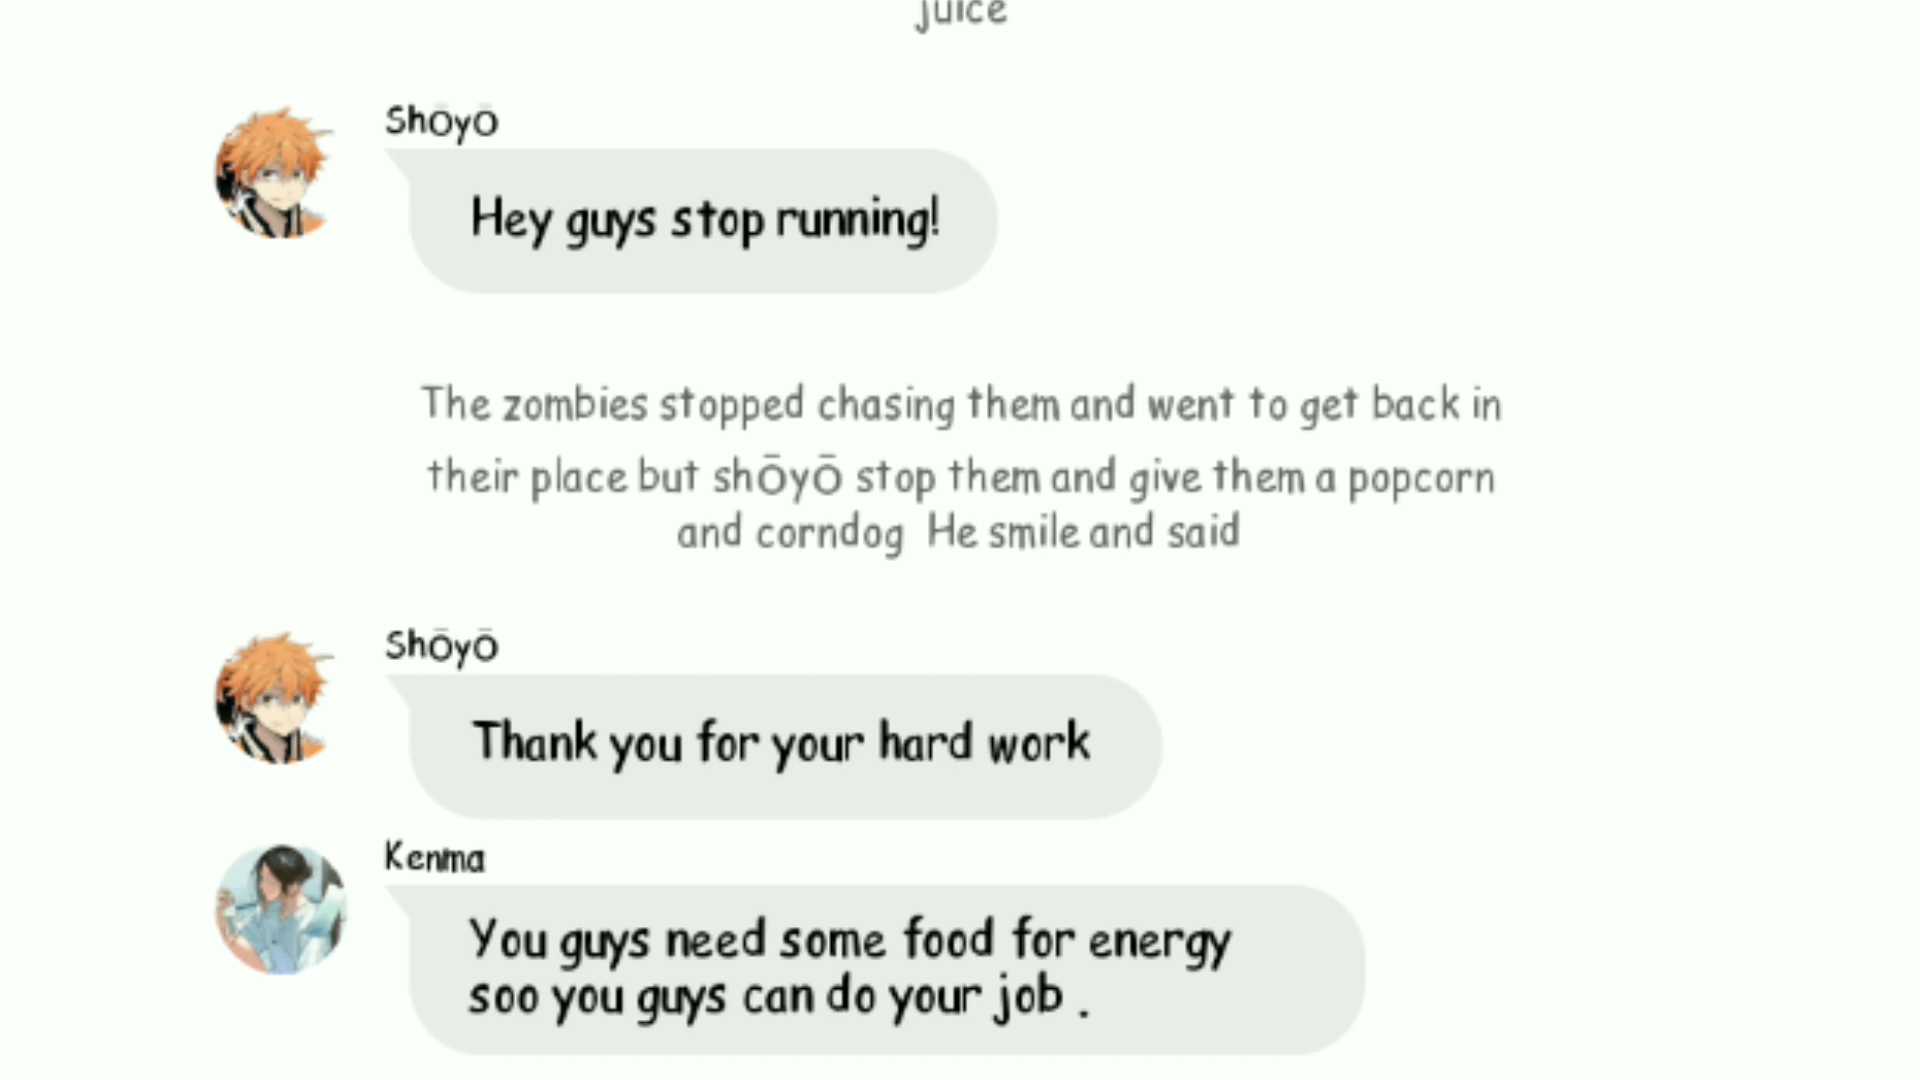 juice
Shōyō
Hey guys stop running!
The zombies stopped chasing them and went to get back in
their place but shōyō stop them and give them a popcorn
and corndog He smile and said
Shōyō
Thank you for your hard work
Kenma
You guys need some food for energy
soo you guys can do your job .